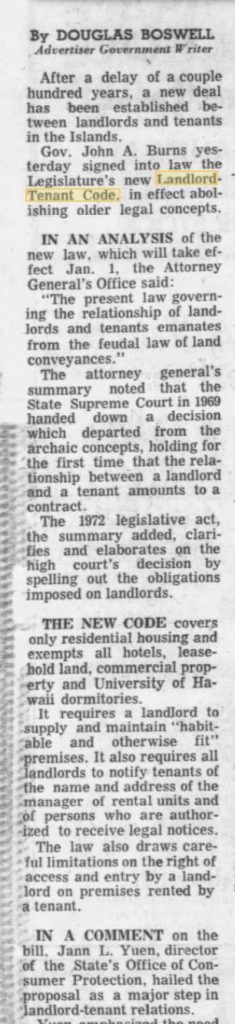 By DOUGLAS BOSWELL
Advertiser Government Writer
After a delay of a couple
hundred years, a new deal
has been established be-
tween landlords and tenants
in the Islands.
Gov. John A. Burns yes-
terday signed into law the
Legislature's new Landlord-
Tenant Code, in effect abol-
ishing older legal concepts.
IN AN ANALYSIS of the
new law, which will take ef-
fect Jan. 1, the Attorney
General's Office said:
"The present law govern-
ing the relationship of land-
lords and tenants emanates
from the feudal law of land
conveyances."
The attorney general's
summary noted that the
State Supreme Court in 1969
handed down a decision
which departed from the
archaic concepts, holding for
the first time that the rela-
tionship between a landlord
and a tenant amounts to a
contract.
The 1972 legislative act,
the summary added, clari-
fies and elaborates on the
high court's decision by
spelling out the obligations
imposed on landlords.
THE NEW CODE covers
only residential housing and
exempts all hotels, lease-
hold land, commercial prop-
erty and University of Ha-
waii dormitories.
It requires a landlord to
supply and maintain "habit-
able and otherwise fit"
premises. It also requires all
landlords to notify tenants of
the name and address of the
manager of rental units and
of persons who are author-
ized to receive legal notices.
The law also draws care-
ful limitations on the right of
access and entry by a land-
lord on premises rented by
a tenant.
IN A COMMENT on the
bill, Jann L. Yuen, director
of the State's Office of Con-
sumer Protection, hailed the
proposal as a major step in
landlord-tenant relations.
Yuen emphasized the need